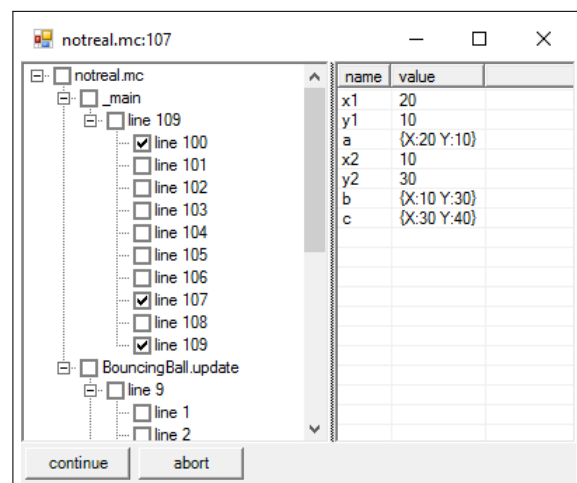 notreal.mc:107
notreal.mc
_main
line 109
line 100
line 101
line 102
line 103
line 104
line 105
line 106
line 107
line 108
line 109
BouncingBall.update
line 9
line 1
line 2
name value
x1 20
y1 10
a {X:20 Y:10}
x2 10
y2 30
b {X:10 Y:30}
c {X:30 Y:40}
continue abort